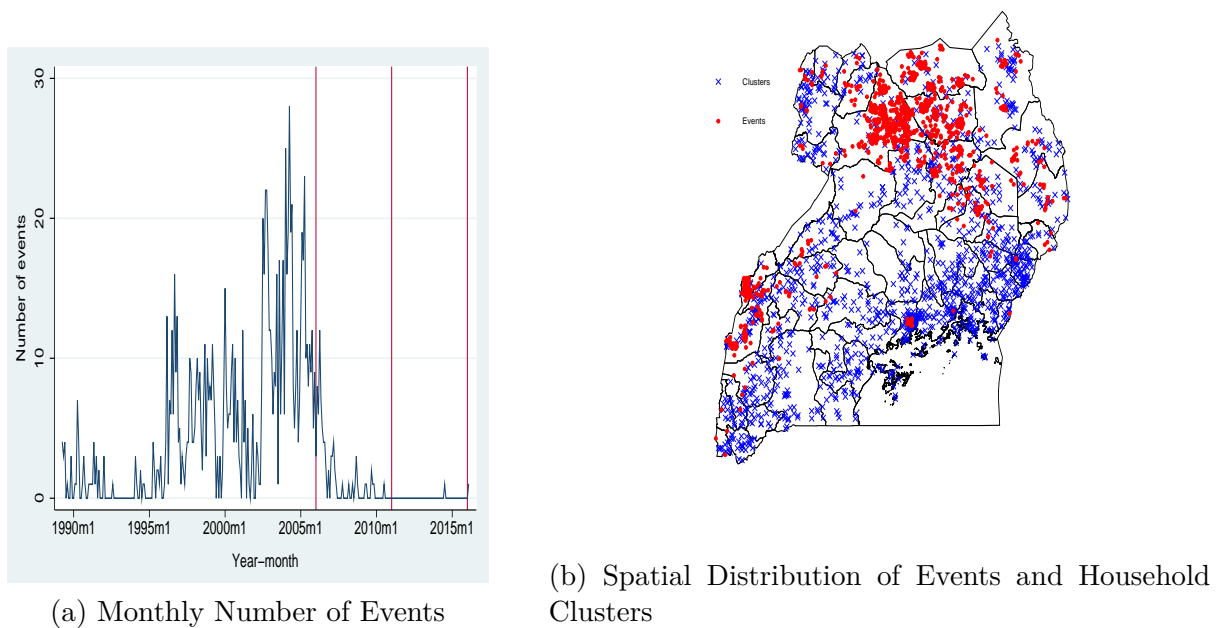 30
20
10
0
Number of events
1990m1 1995m1 2000m1 2005m1 2010m1 2015m1
Year-month
(a) Monthly Number of Events
Clusters
Events
(b) Spatial Distribution of Events and Household
Clusters